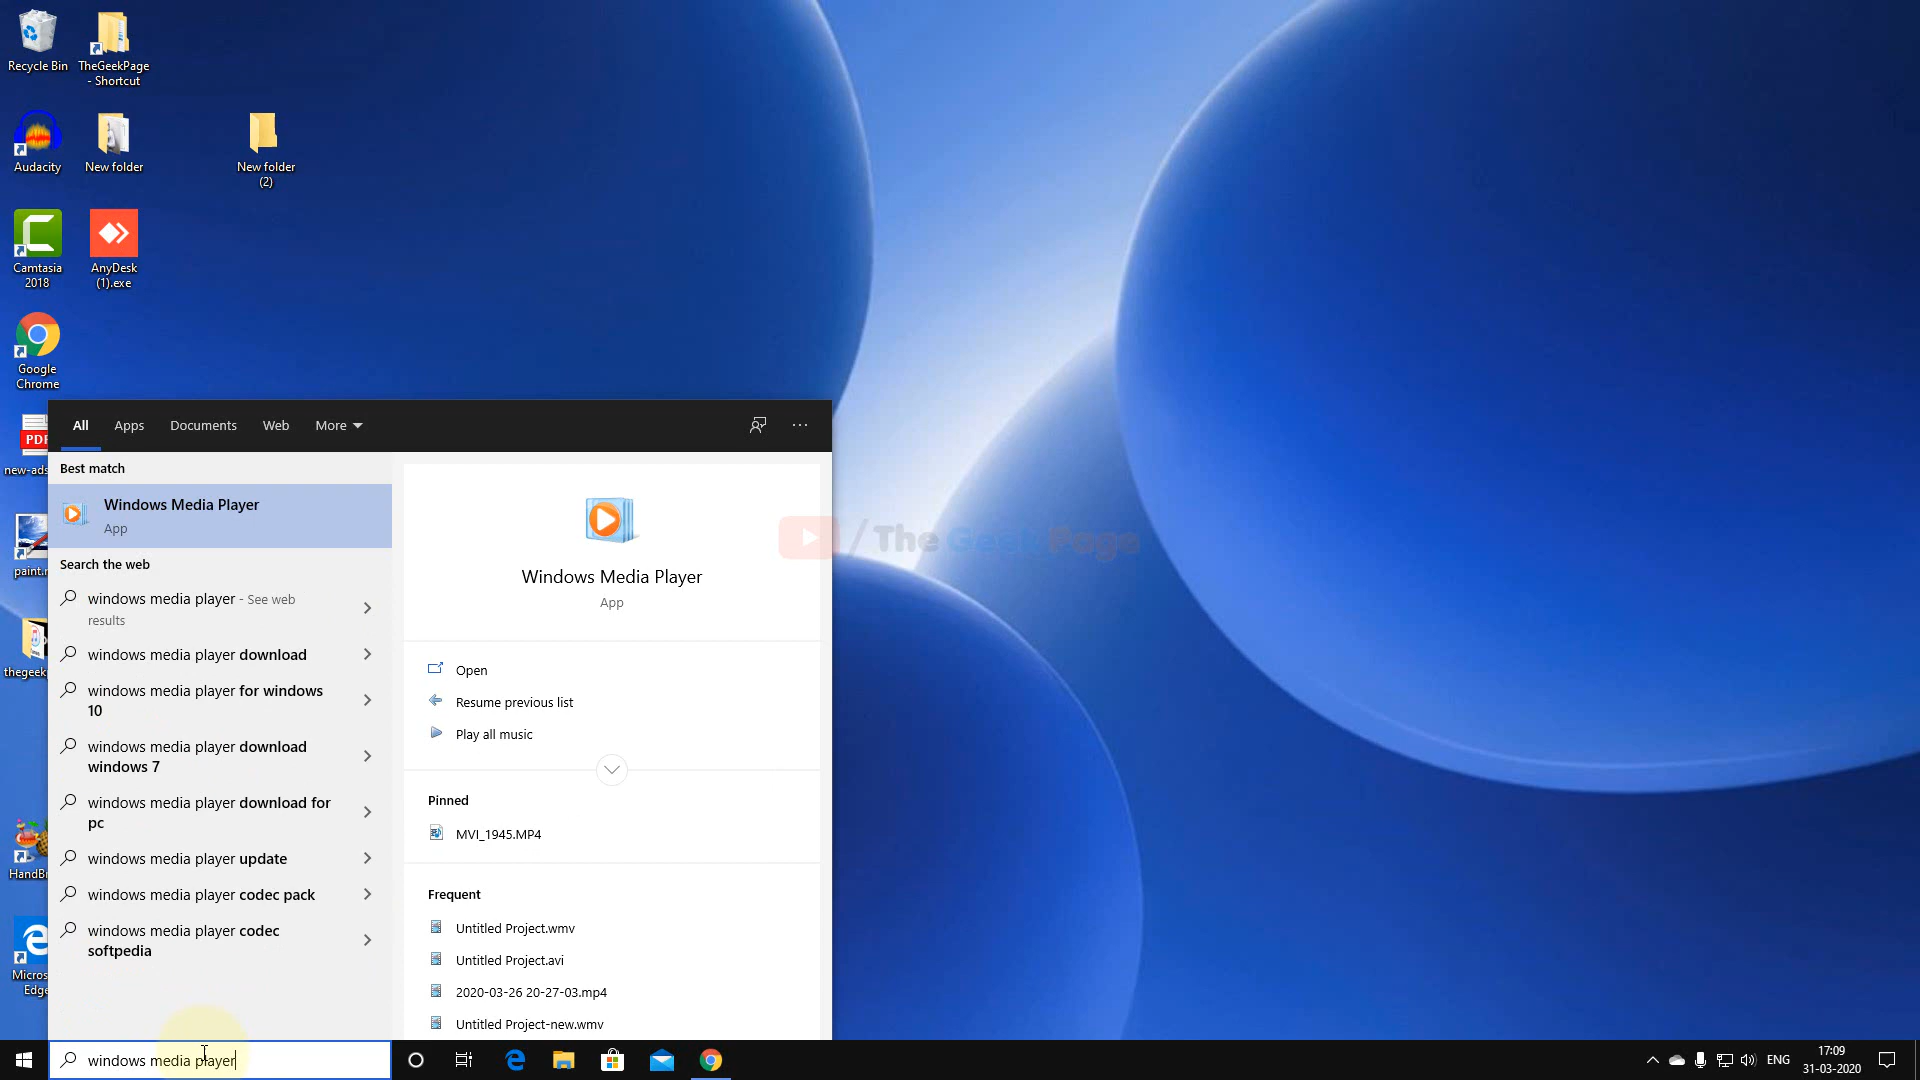 Recycle Bin
TheGeekPage
- Shortcut
Audacity
New folder
New folder
(2)
Camtasia
2018
AnyDesk
(1).exe
Google
Chrome
PDF
new-ads
paint.n
thegeek
HandB
Micros
Edge
All
Apps
Documents
Web
More
Best match
Windows Media Player
App
Search the web
windows media player - See web
results
windows media player download
windows media player for windows
10
windows media player download
windows 7
windows media player download for
pc
windows media player update
windows media player codec pack
windows media player codec
softpedia
Windows Media Player
App
Open
Resume previous list
Play all music
Pinned
MVI_1945.MP4
Frequent
Untitled Project.wmv
Untitled Project.avi
2020-03-26 20-27-03.mp4
Untitled Project-new.wmv
/ The Geek Page
windows media player
ENG
17:09
31-03-2020